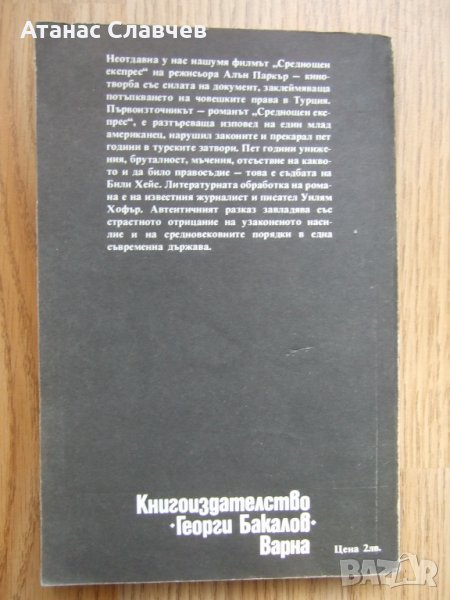 Атанас Славчев
Неотдавна у нас нашумя филмът „Среднощен
експрес“ на режисьора Алън Паркър — кино-
творба със силата на документ, заклеймяваща
потъпкването на човешките права в Турция.
Първоизточникът — романът „Среднощен екс-
прес“, е разтърсваща изповед на един млад
американец, нарушил законите и прекарал пет
години в турските затвори. Пет години униже-
ния, бруталност, мъчения, отсъствие на какво-
то и да било правосъдие — това е съдбата на
Били Хейс. Литературната обработка на рома-
на е на известния журналист и писател Уилям
Хофър. Автентичният разказ завладява със
страстното отрицание на узаконеното наси-
лие и на средновековните порядки в една
съвременна държава.
Книгоиздателство
•Георги Бакалов•
Варна
Цена 2лв.
BAZAR